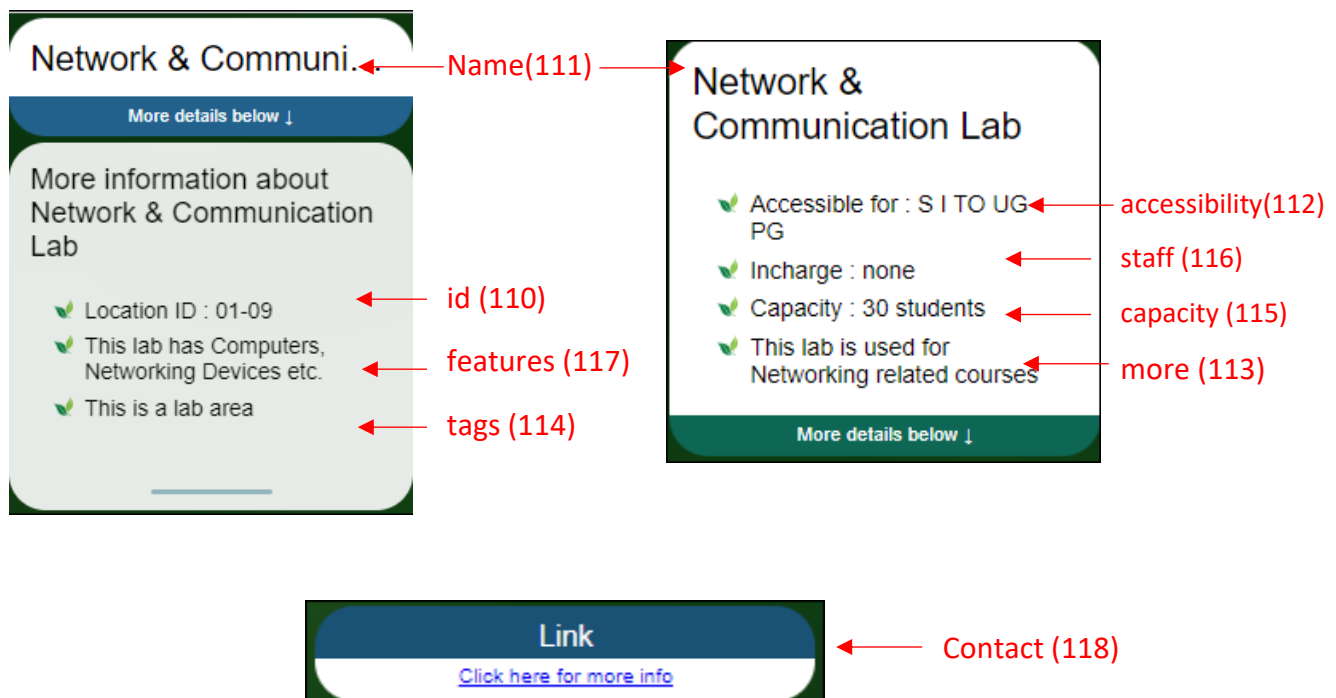 Network & Communi...
Name(111)
More details below ↓
More information about
Network & Communication
Lab
Location ID : 01-09
id (110)
This lab has Computers,
Networking Devices etc.
features (117)
This is a lab area
tags (114)
Network &
Communication Lab
Accessible for : S I TO UG
PG
accessibility(112)
Incharge : none
staff (116)
Capacity : 30 students
capacity (115)
This lab is used for
Networking related courses
more (113)
More details below ↓
Link
Click here for more info
Contact (118)